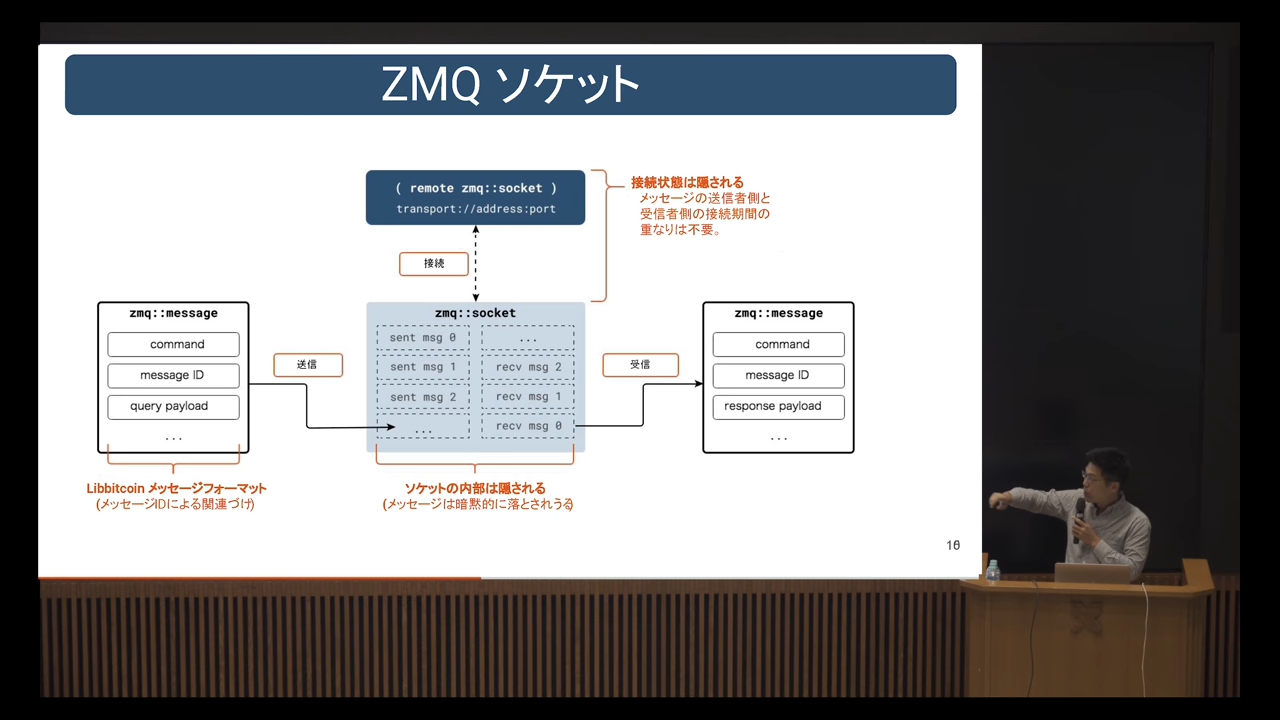 ZMQ ソケット
( remote zmq::socket )
transport://address:port
接続状態は隠される
メッセージの送信者側と
受信者側の接続期間の
重なりは不要。
接続
zmq::message
command
message ID
query payload
...
送信
zmq::socket
sent msg 0
sent msg 1
sent msg 2
...
...
recv msg 2
recv msg 1
recv msg 0
受信
zmq::message
command
message ID
response payload
...
Libbitcoin メッセージフォーマット
(メッセージIDによる関連づけ)
ソケットの内部は隠される
(メッセージは暗黙的に落とされうる)